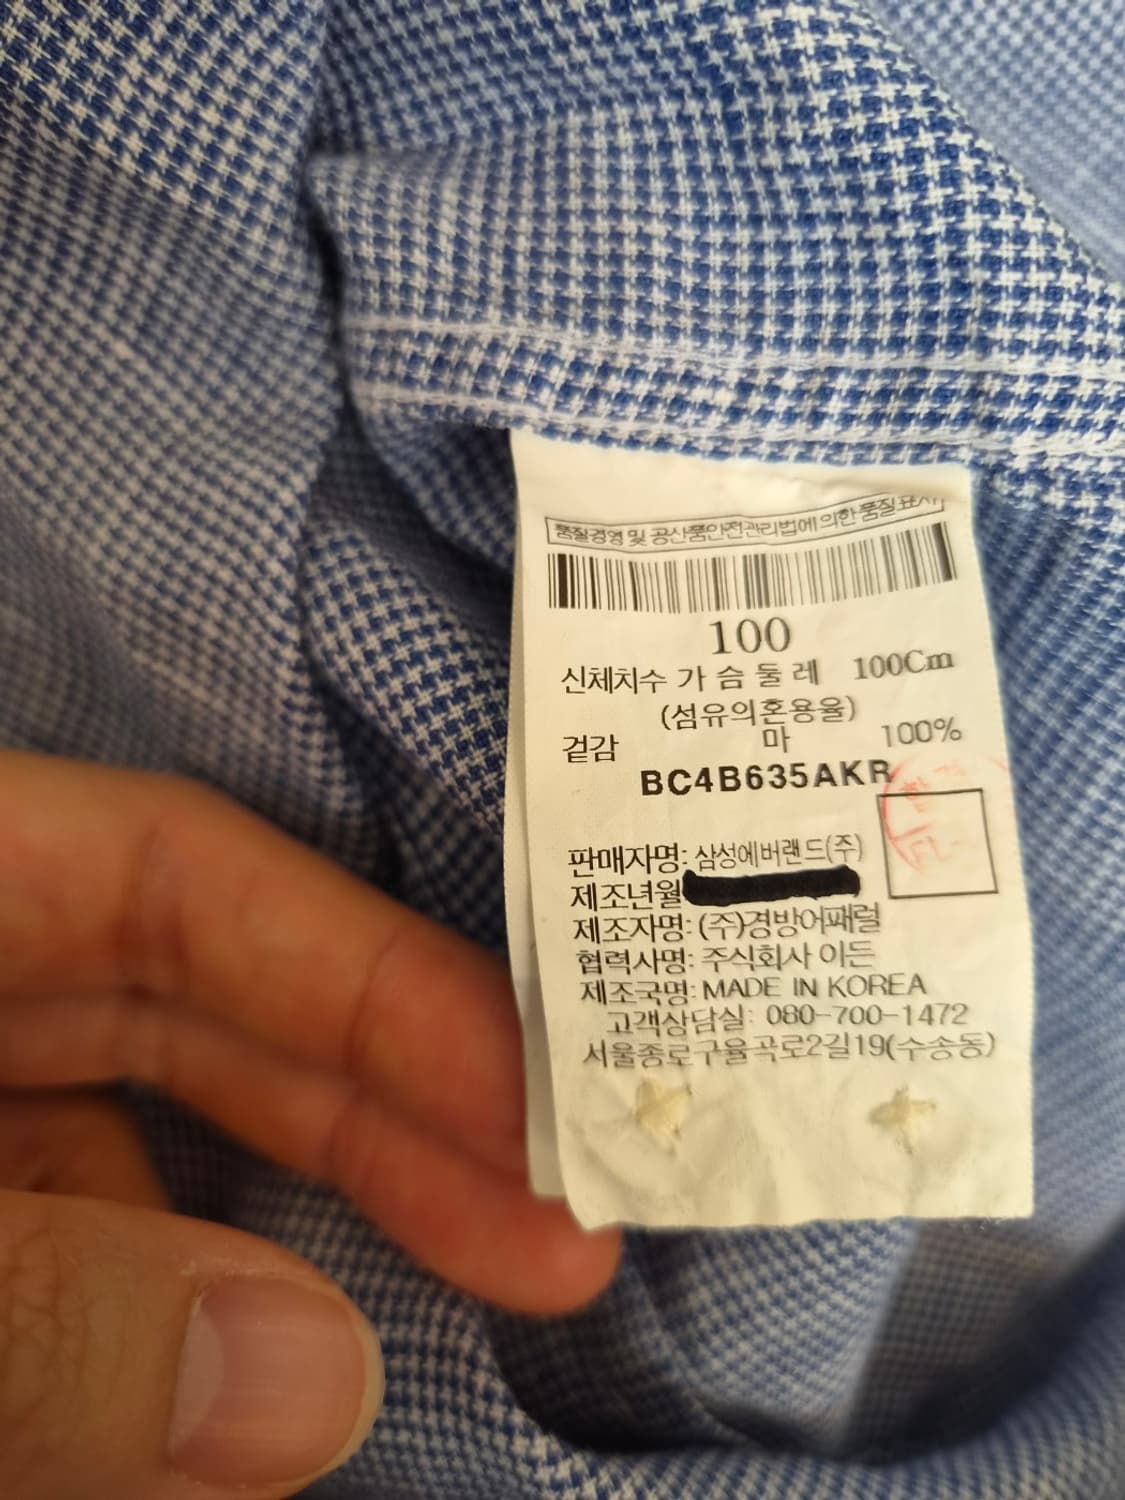 품질경영 및 공산품안전관리법에 의한 품질표시
100
신체치수 가 슴 둘 레 100Cm
(섬유의혼용율)
겉감 마 100%
BC4B635AKR
판매자명: 삼성에버랜드(주)
제조년월
제조자명: (주)경방어패럴
협력사명: 주식회사 이든
제조국명: MADE IN KOREA
고객상담실: 080-700-1472
서울종로구율곡로2길19(수송동)